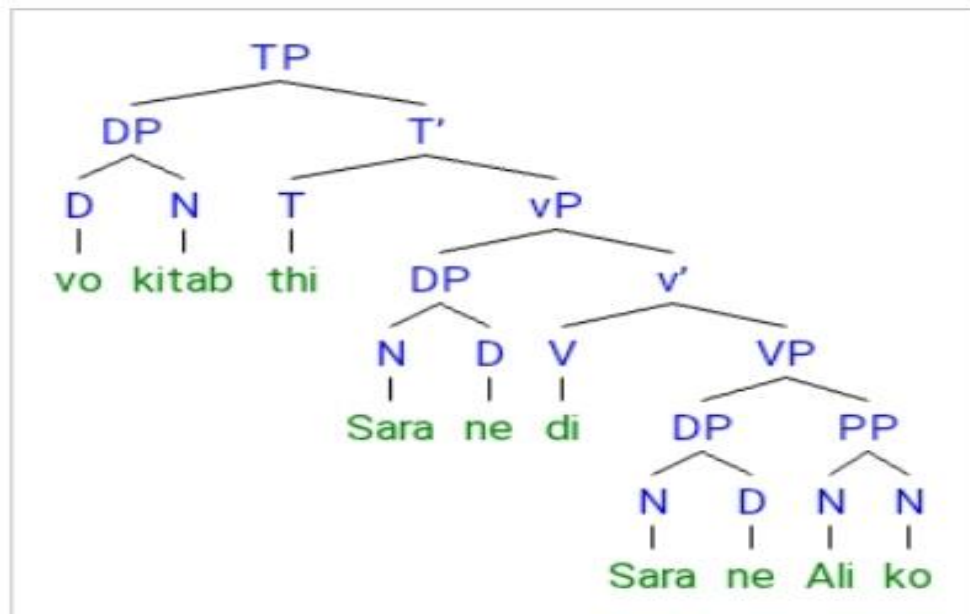 TP
DP T’
D N T vP
vo kitab thi DP v’
N D V VP
Sara ne di DP PP
N D N N
Sara ne Ali ko